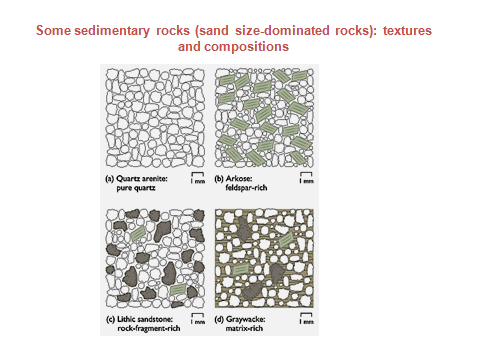 Some sedimentary rocks (sand size-dominated rocks): textures
and compositions
(a) Quartz arenite:
pure quartz
1 mm
(b) Arkose:
feldspar-rich
1 mm
(c) Lithic sandstone:
rock-fragment-rich
1 mm
(d) Graywacke:
matrix-rich
1 mm